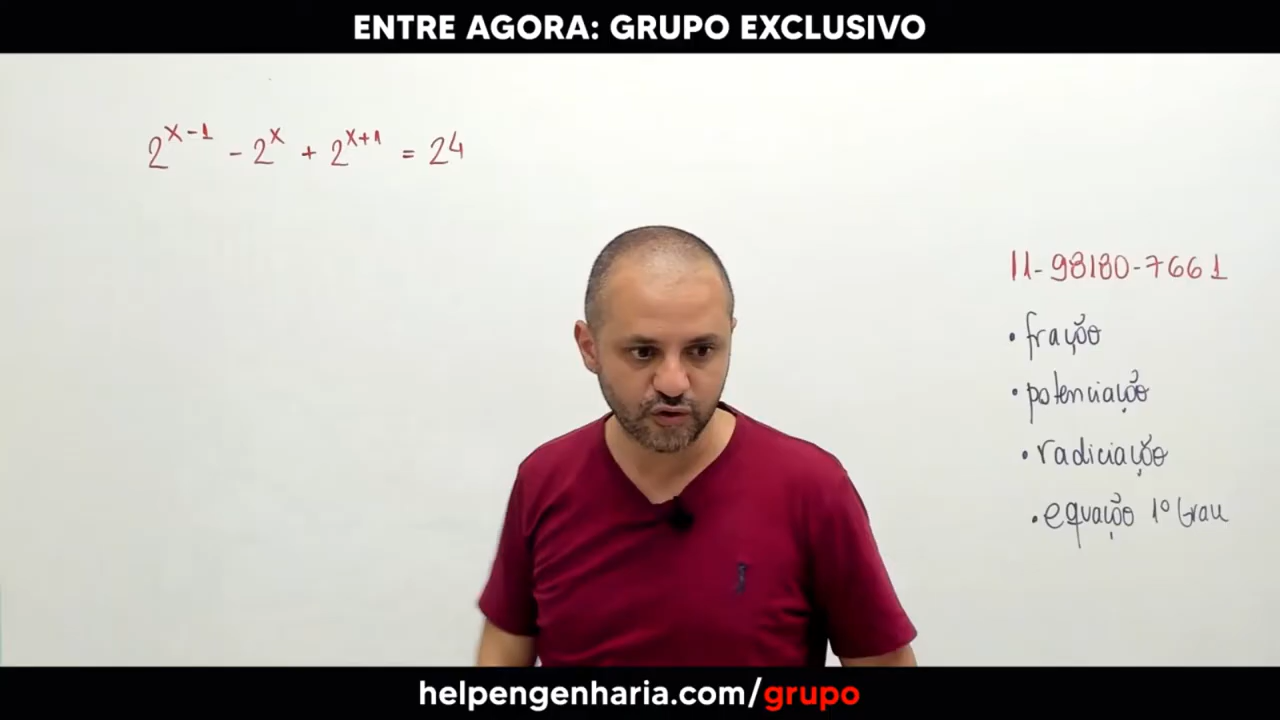 ENTRE AGORA: GRUPO EXCLUSIVO
2^{x-1} - 2^{x} + 2^{x+1} = 24
11-98180-7661
• fração
• potenciação
• radiciação
• equação 1º Grau
helpengenharia.com/grupo